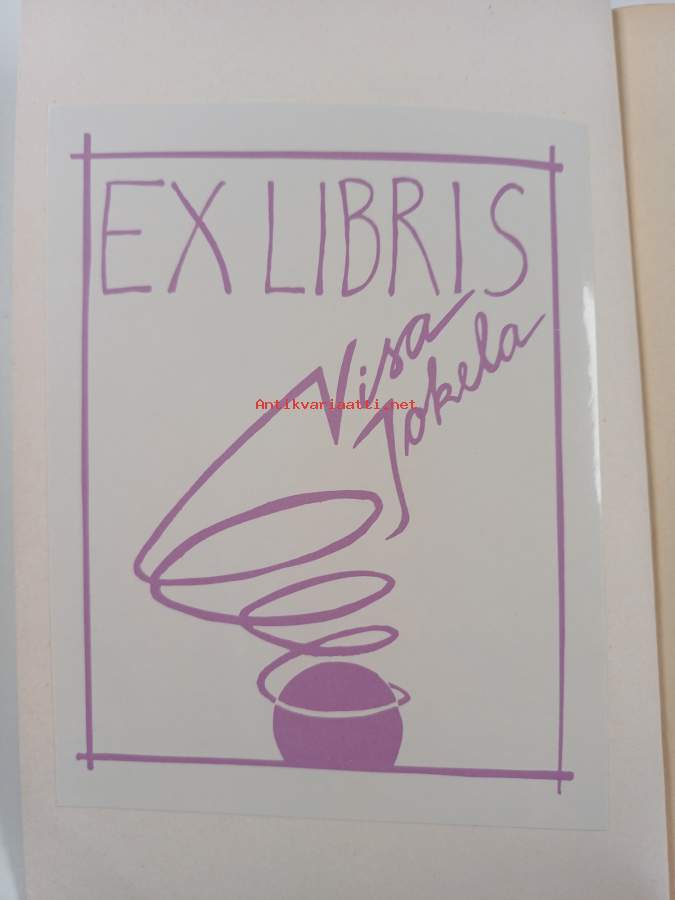 EX LIBRIS
Visa
Jokela
Antikvariaatti.net